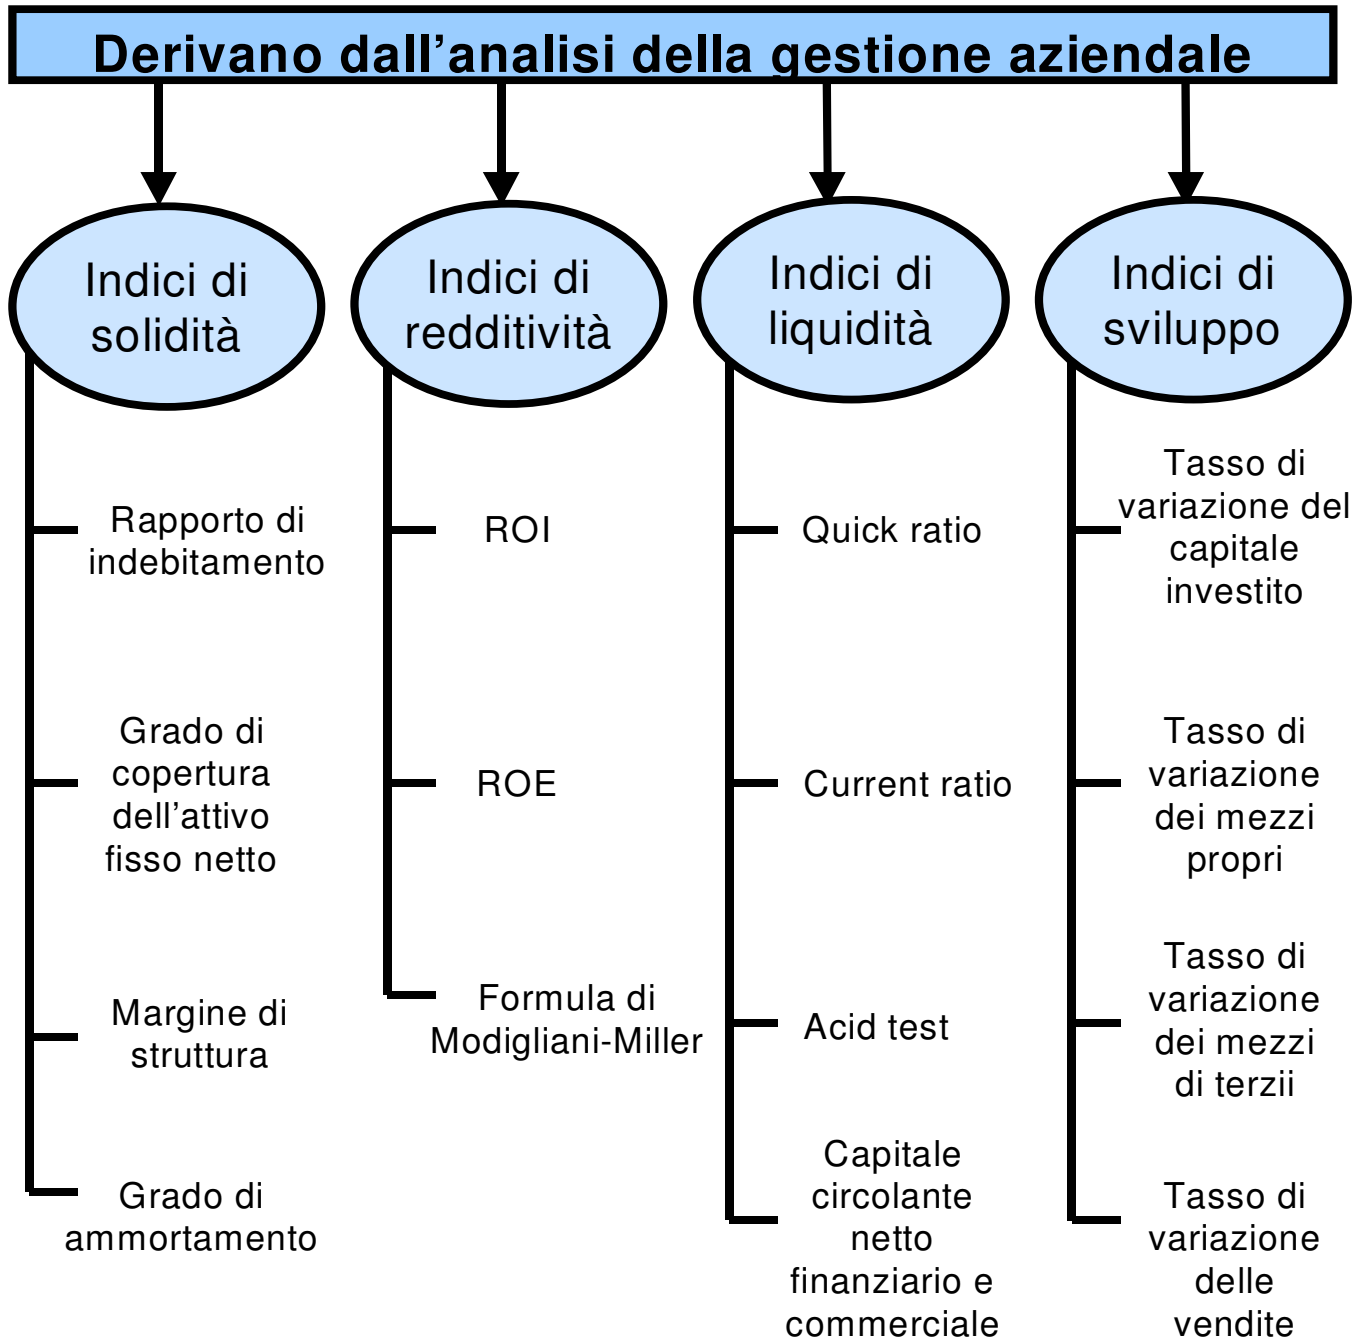 Derivano dall'analisi della gestione aziendale
Indici di
solidità
Rapporto di
indebitamento
Grado di
copertura
dell'attivo
fisso netto
Margine di
struttura
Grado di
ammortamento
Indici di
redditività
ROI
ROE
Formula di
Modigliani-Miller
Indici di
liquidità
Quick ratio
Current ratio
Acid test
Capitale
circolante
netto
finanziario e
commerciale
Indici di
sviluppo
Tasso di
variazione del
capitale
investito
Tasso di
variazione
dei mezzi
propri
Tasso di
variazione
dei mezzi
di terzii
Tasso di
variazione
delle
vendite